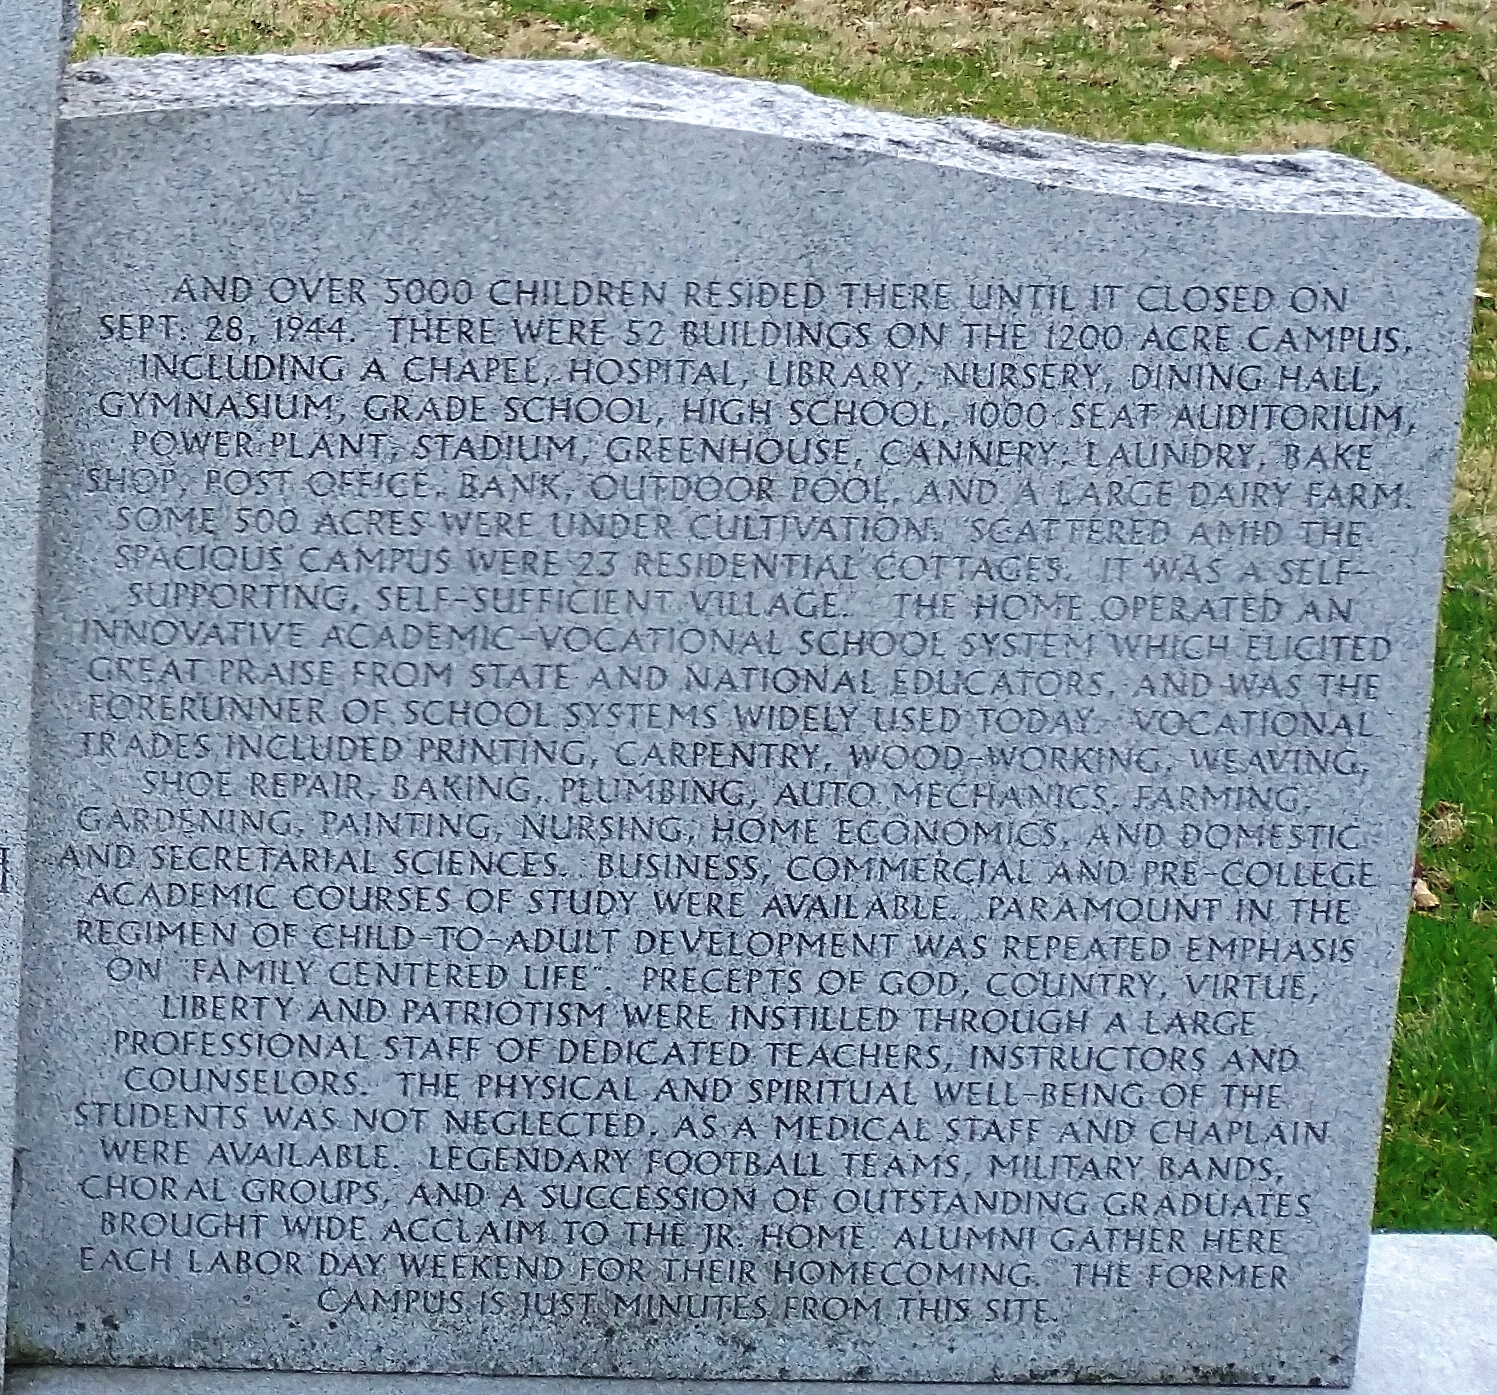 AND OVER 5000 CHILDREN RESIDED THERE UNTIL IT CLOSED ON
SEPT. 28, 1944. THERE WERE 52 BUILDINGS ON THE 1200 ACRE CAMPUS,
INCLUDING A CHAPEL, HOSPITAL, LIBRARY, NURSERY, DINING HALL,
GYMNASIUM, GRADE SCHOOL, HIGH SCHOOL, 1000 SEAT AUDITORIUM,
POWER PLANT, STADIUM, GREENHOUSE, CANNERY, LAUNDRY, BAKE
SHOP, POST OFFICE, BANK, OUTDOOR POOL, AND A LARGE DAIRY FARM.
SOME 500 ACRES WERE UNDER CULTIVATION. SCATTERED AMID THE
SPACIOUS CAMPUS WERE 23 RESIDENTIAL COTTAGES. IT WAS A SELF-
SUPPORTING, SELF-SUFFICIENT VILLAGE. THE HOME OPERATED AN
INNOVATIVE ACADEMIC-VOCATIONAL SCHOOL SYSTEM WHICH ELICITED
GREAT PRAISE FROM STATE AND NATIONAL EDUCATORS, AND WAS THE
FORERUNNER OF SCHOOL SYSTEMS WIDELY USED TODAY. VOCATIONAL
TRADES INCLUDED PRINTING, CARPENTRY, WOOD-WORKING, WEAVING,
SHOE REPAIR, BAKING, PLUMBING, AUTO MECHANICS, FARMING,
GARDENING, PAINTING, NURSING, HOME ECONOMICS, AND DOMESTIC
AND SECRETARIAL SCIENCES. BUSINESS, COMMERCIAL AND PRE-COLLEGE
ACADEMIC COURSES OF STUDY WERE AVAILABLE. PARAMOUNT IN THE
REGIMEN OF CHILD-TO-ADULT DEVELOPMENT WAS REPEATED EMPHASIS
ON "FAMILY CENTERED LIFE". PRECEPTS OF GOD, COUNTRY, VIRTUE,
LIBERTY AND PATRIOTISM WERE INSTILLED THROUGH A LARGE
PROFESSIONAL STAFF OF DEDICATED TEACHERS, INSTRUCTORS AND
COUNSELORS. THE PHYSICAL AND SPIRITUAL WELL-BEING OF THE
STUDENTS WAS NOT NEGLECTED, AS A MEDICAL STAFF AND CHAPLAIN
WERE AVAILABLE. LEGENDARY FOOTBALL TEAMS, MILITARY BANDS,
CHORAL GROUPS, AND A SUCCESSION OF OUTSTANDING GRADUATES
BROUGHT WIDE ACCLAIM TO THE JR. HOME. ALUMNI GATHER HERE
EACH LABOR DAY WEEKEND FOR THEIR HOMECOMING. THE FORMER
CAMPUS IS JUST MINUTES FROM THIS SITE.